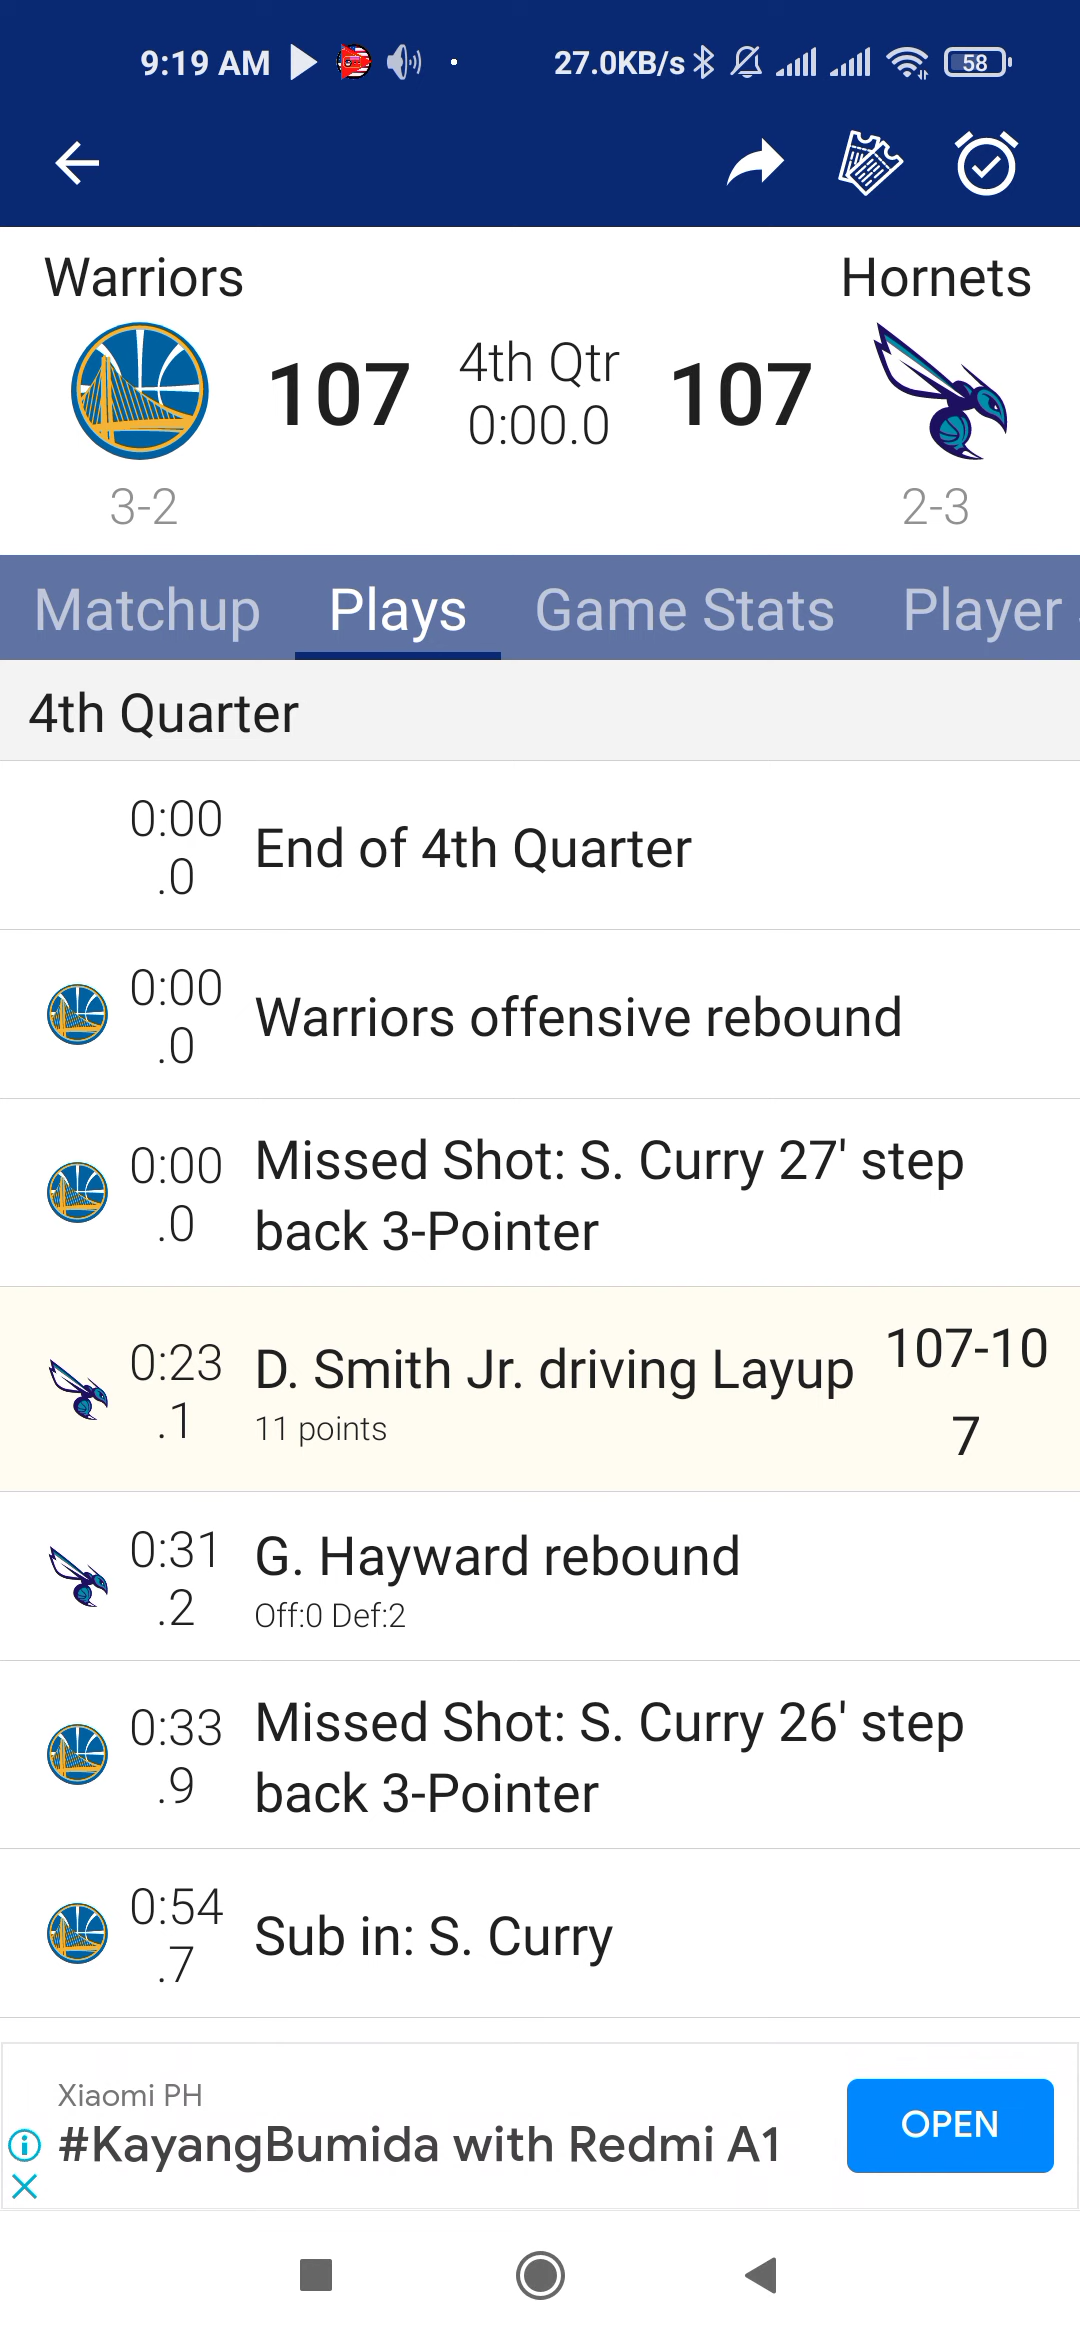 9:19 AM
27.0KB/s
58
Warriors
Hornets
107
4th Qtr
0:00.0
107
3-2
2-3
Matchup
Plays
Game Stats
Player
4th Quarter
0:00
.0
End of 4th Quarter
0:00
.0
Warriors offensive rebound
0:00
.0
Missed Shot: S. Curry 27' step
back 3-Pointer
0:23
.1
D. Smith Jr. driving Layup
11 points
107-10
7
0:31
.2
G. Hayward rebound
Off:0 Def:2
0:33
.9
Missed Shot: S. Curry 26' step
back 3-Pointer
0:54
.7
Sub in: S. Curry
Xiaomi PH
#KayangBumida with Redmi A1
OPEN